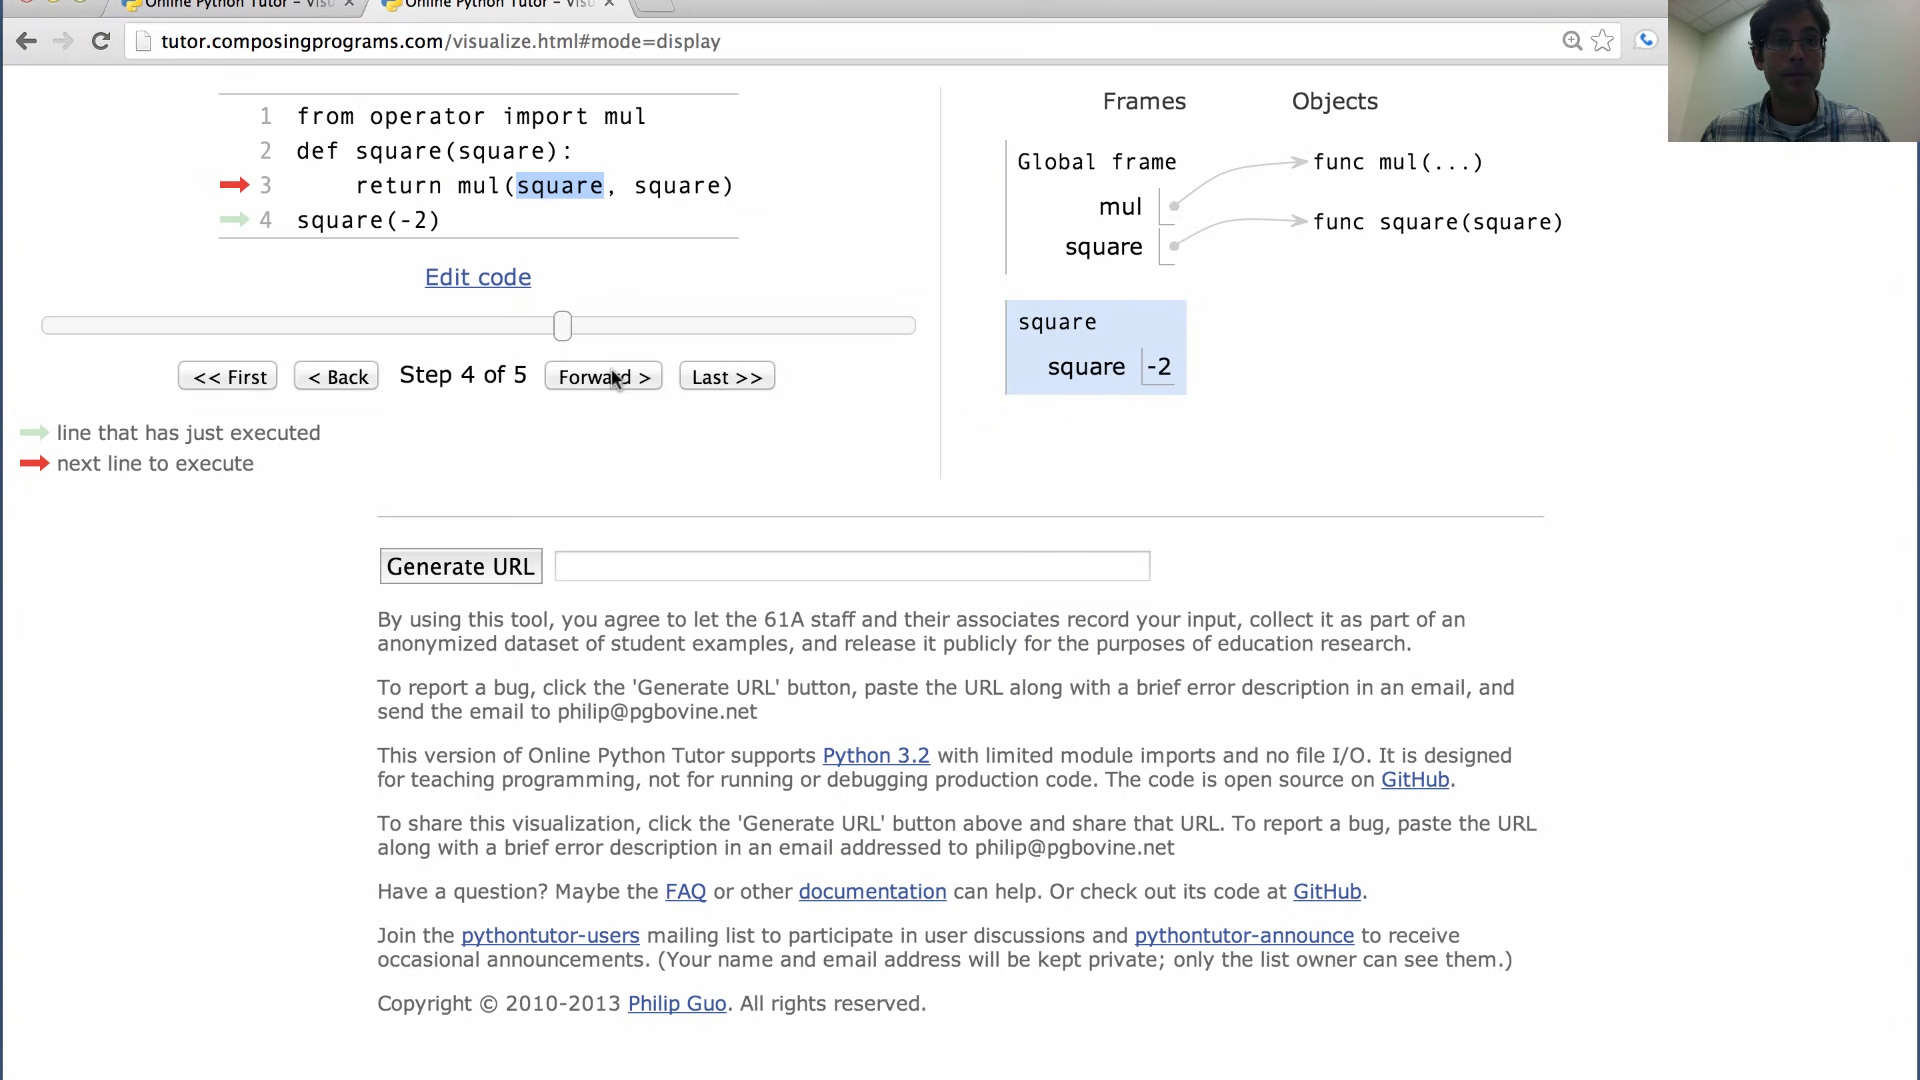 Online Python Tutor - Visu × Online Python Tutor - Visu ×
tutor.composingprograms.com/visualize.html#mode=display
1 from operator import mul
2 def square(square):
3 return mul(square, square)
4 square(-2)
Edit code
<< First < Back Step 4 of 5 Forward > Last >>
line that has just executed
next line to execute
Frames Objects
Global frame func mul(...)
mul
func square(square)
square
square
square -2
Generate URL
By using this tool, you agree to let the 61A staff and their associates record your input, collect it as part of an
anonymized dataset of student examples, and release it publicly for the purposes of education research.
To report a bug, click the 'Generate URL' button, paste the URL along with a brief error description in an email, and
send the email to philip@pgbovine.net
This version of Online Python Tutor supports Python 3.2 with limited module imports and no file I/O. It is designed
for teaching programming, not for running or debugging production code. The code is open source on GitHub.
To share this visualization, click the 'Generate URL' button above and share that URL. To report a bug, paste the URL
along with a brief error description in an email addressed to philip@pgbovine.net
Have a question? Maybe the FAQ or other documentation can help. Or check out its code at GitHub.
Join the pythontutor-users mailing list to participate in user discussions and pythontutor-announce to receive
occasional announcements. (Your name and email address will be kept private; only the list owner can see them.)
Copyright © 2010-2013 Philip Guo. All rights reserved.